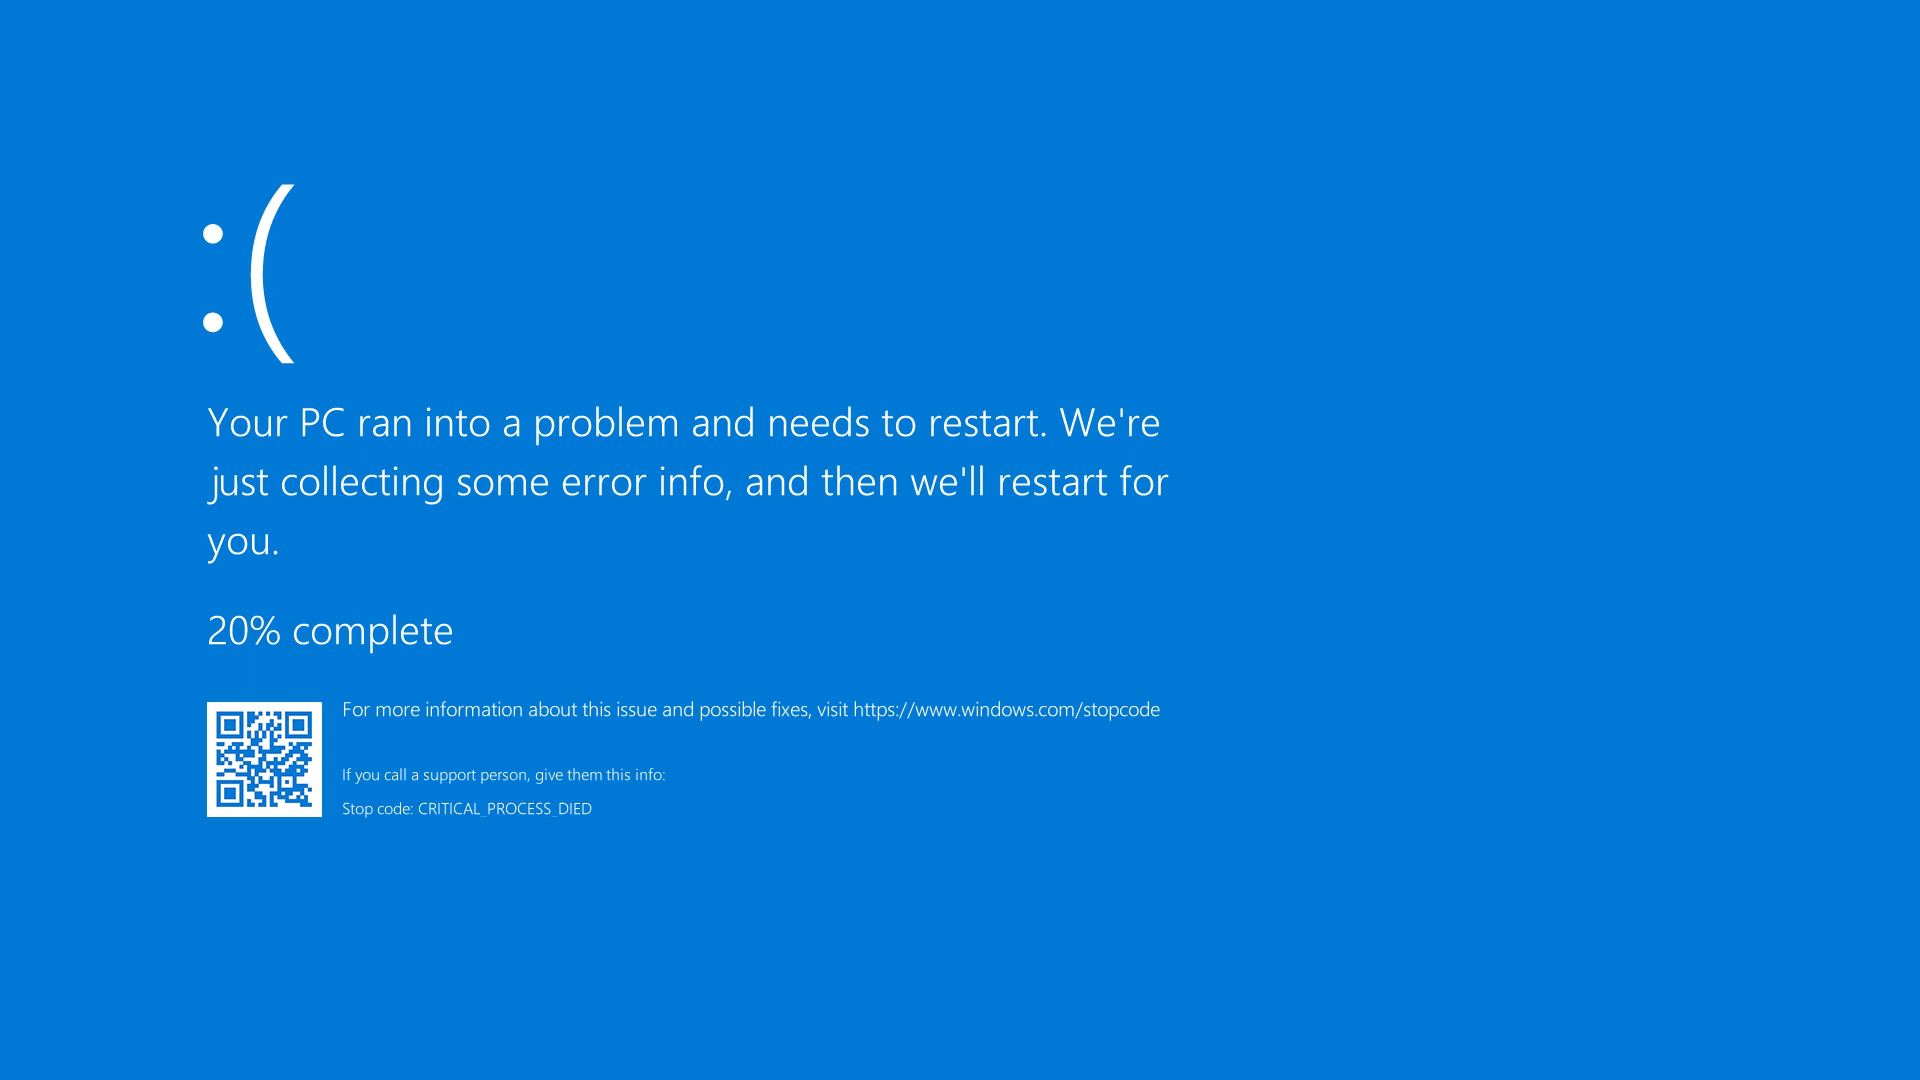 :(
Your PC ran into a problem and needs to restart. We're
just collecting some error info, and then we'll restart for
you.
20% complete
For more information about this issue and possible fixes, visit https://www.windows.com/stopcode
If you call a support person, give them this info:
Stop code: CRITICAL_PROCESS_DIED